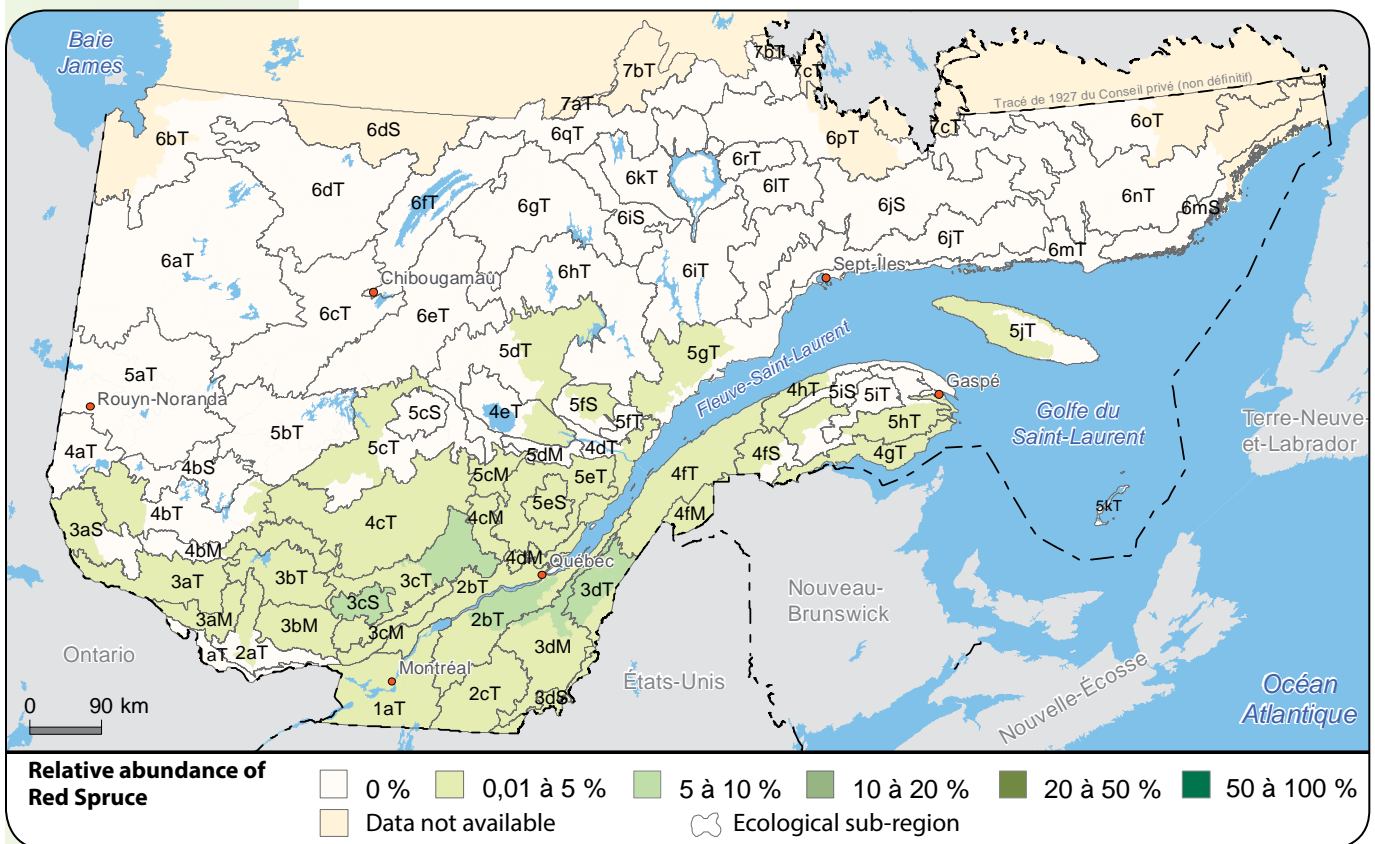 Baie
James
7bT
7bT
7cT
7aT
Tracé de 1927 du Conseil privé (non définitif)
6bT
6dS
6qT
6pT
7cT
6oT
6dT
6fT
6kT
6rT
6lT
6gT
6iS
6jS
6nT
6mS
6aT
6jT
6mT
6hT
6iT
Sept-Îles
Chibougamau
6cT
6eT
5dT
5gT
5jT
5aT
Fleuve-Saint-Laurent
Rouyn-Noranda
5cS
4eT
5fS
4hT
5iS
5iT
Gaspé
5bT
5fT
5hT
Golfe du
Saint-Laurent
Terre-Neuve-
et-Labrador
4aT
5cT
4dT
5dM
4gT
4bS
5cM
5eT
4fT
4fS
3aS
4bT
4cT
4cM
5eS
4fM
5kT
4bM
4dM
Québec
3aT
3bT
3cT
2bT
3dT
Nouveau-
Brunswick
3cS
2bT
3aM
3bM
3cM
3dM
Ontario
1aT
2aT
Montréal
États-Unis
Nouvelle-Écosse
Océan
Atlantique
2cT
3dS
1aT
0 90 km
Relative abundance of
Red Spruce
0 % 0,01 à 5 % 5 à 10 % 10 à 20 % 20 à 50 % 50 à 100 %
Data not available Ecological sub-region